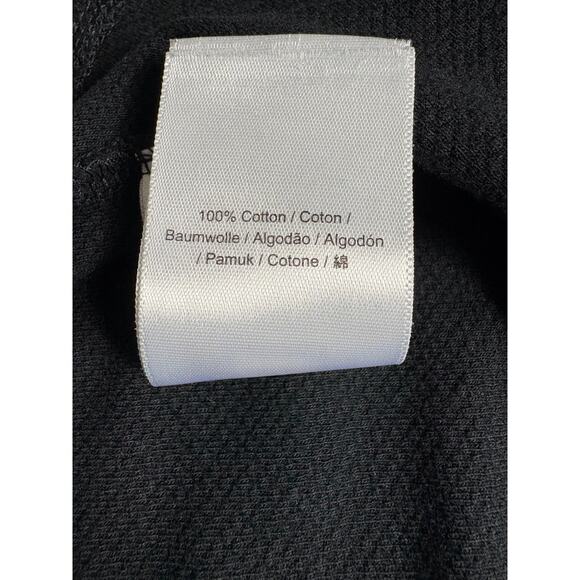 100% Cotton / Coton /
Baumwolle / Algodão / Algodón
/ Pamuk / Cotone / 綿